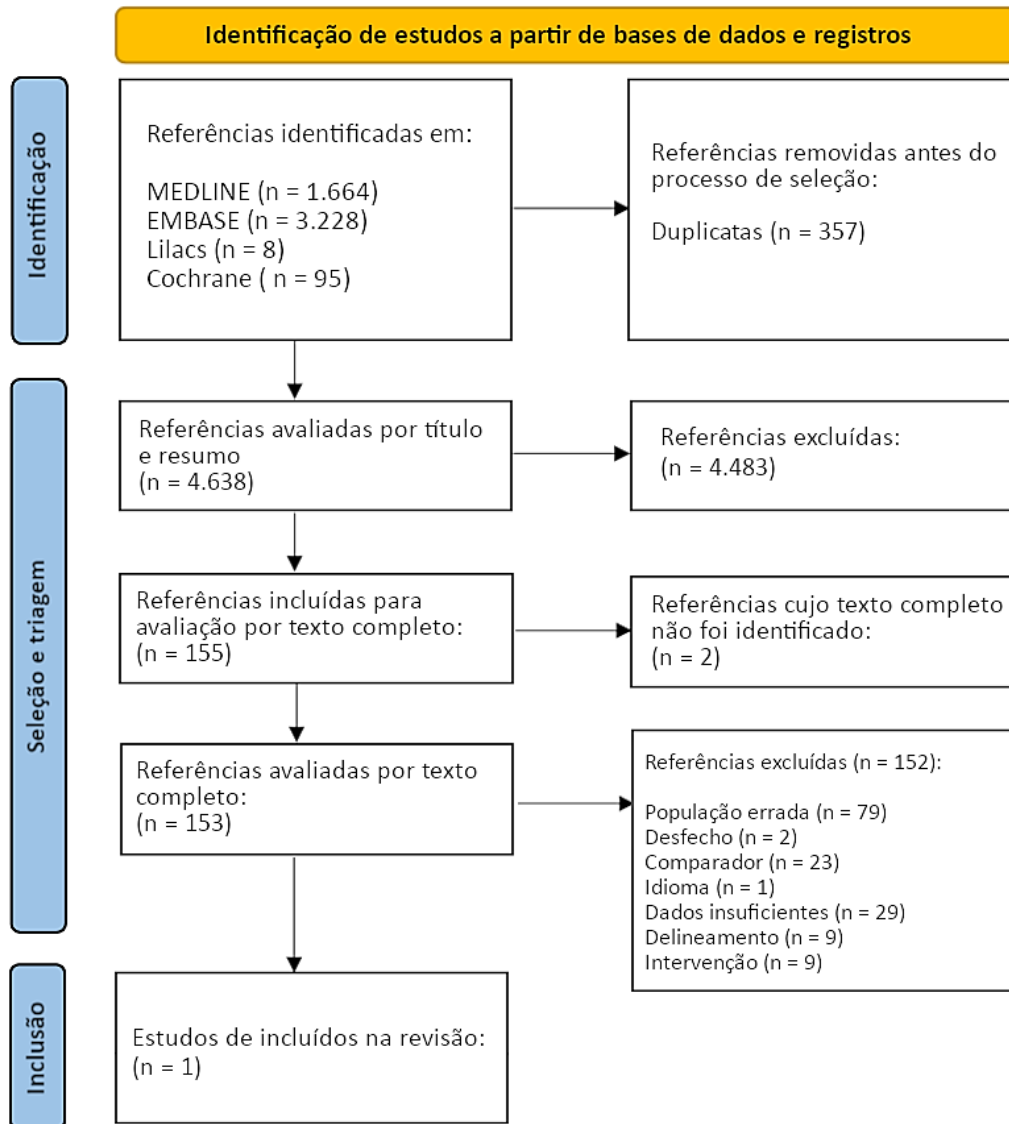 Identificação de estudos a partir de bases de dados e registros
Identificação
Referências identificadas em:
MEDLINE (n = 1.664)
EMBASE (n = 3.228)
Lilacs (n = 8)
Cochrane ( n = 95)
Referências removidas antes do
processo de seleção:
Duplicatas (n = 357)
Seleção e triagem
Referências avaliadas por título
e resumo
(n = 4.638)
Referências excluídas:
(n = 4.483)
Referências incluídas para
avaliação por texto completo:
(n = 155)
Referências cujo texto completo
não foi identificado:
(n = 2)
Referências avaliadas por texto
completo:
(n = 153)
Referências excluídas (n = 152):
População errada (n = 79)
Desfecho (n = 2)
Comparador (n = 23)
Idioma (n = 1)
Dados insuficientes (n = 29)
Delineamento (n = 9)
Intervenção (n = 9)
Inclusão
Estudos de incluídos na revisão:
(n = 1)